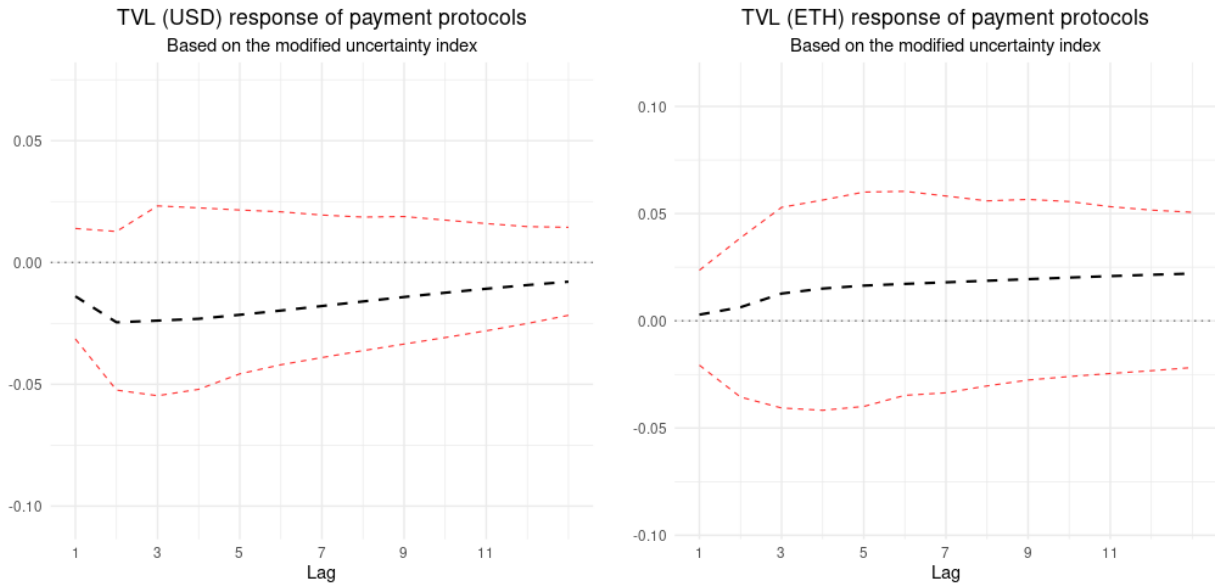 TVL (USD) response of payment protocols
Based on the modified uncertainty index
0.05
0.00
-0.05
-0.10
1 3 5 7 9 11
Lag
TVL (ETH) response of payment protocols
Based on the modified uncertainty index
0.10
0.05
0.00
-0.05
-0.10
1 3 5 7 9 11
Lag